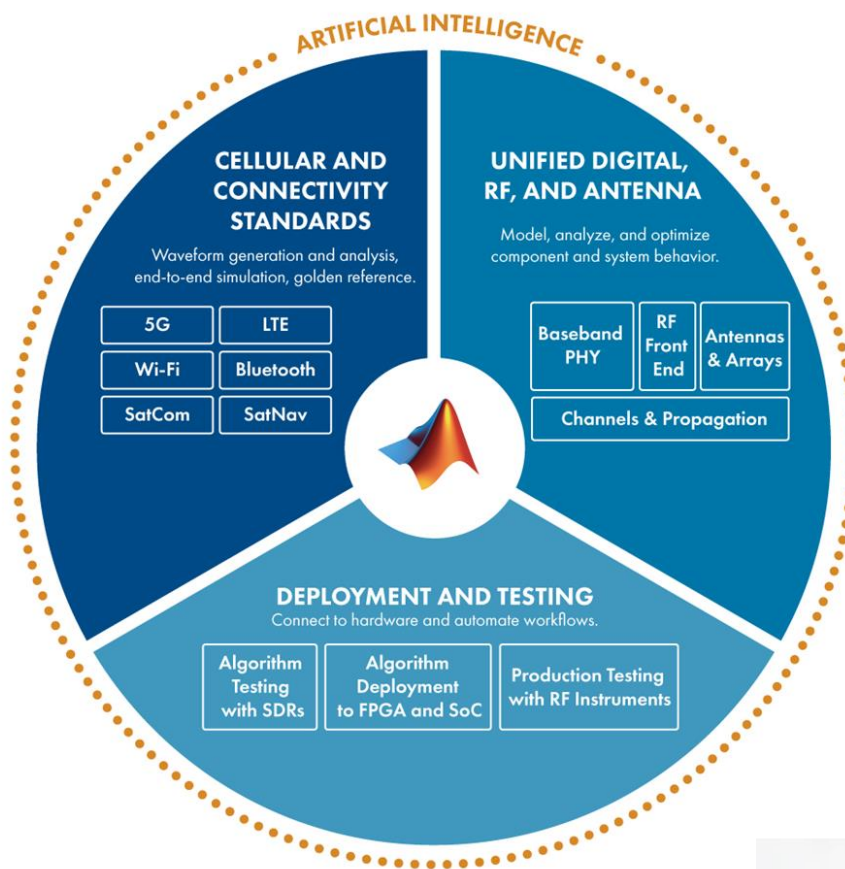 ARTIFICIAL INTELLIGENCE
CELLULAR AND
CONNECTIVITY
STANDARDS
Waveform generation and analysis,
end-to-end simulation, golden reference.
5G
LTE
Wi-Fi
Bluetooth
SatCom
SatNav
UNIFIED DIGITAL,
RF, AND ANTENNA
Model, analyze, and optimize
component and system behavior.
Baseband
PHY
RF
Front
End
Antennas
& Arrays
Channels & Propagation
DEPLOYMENT AND TESTING
Connect to hardware and automate workflows.
Algorithm
Testing
with SDRs
Algorithm
Deployment
to FPGA and SoC
Production Testing
with RF Instruments